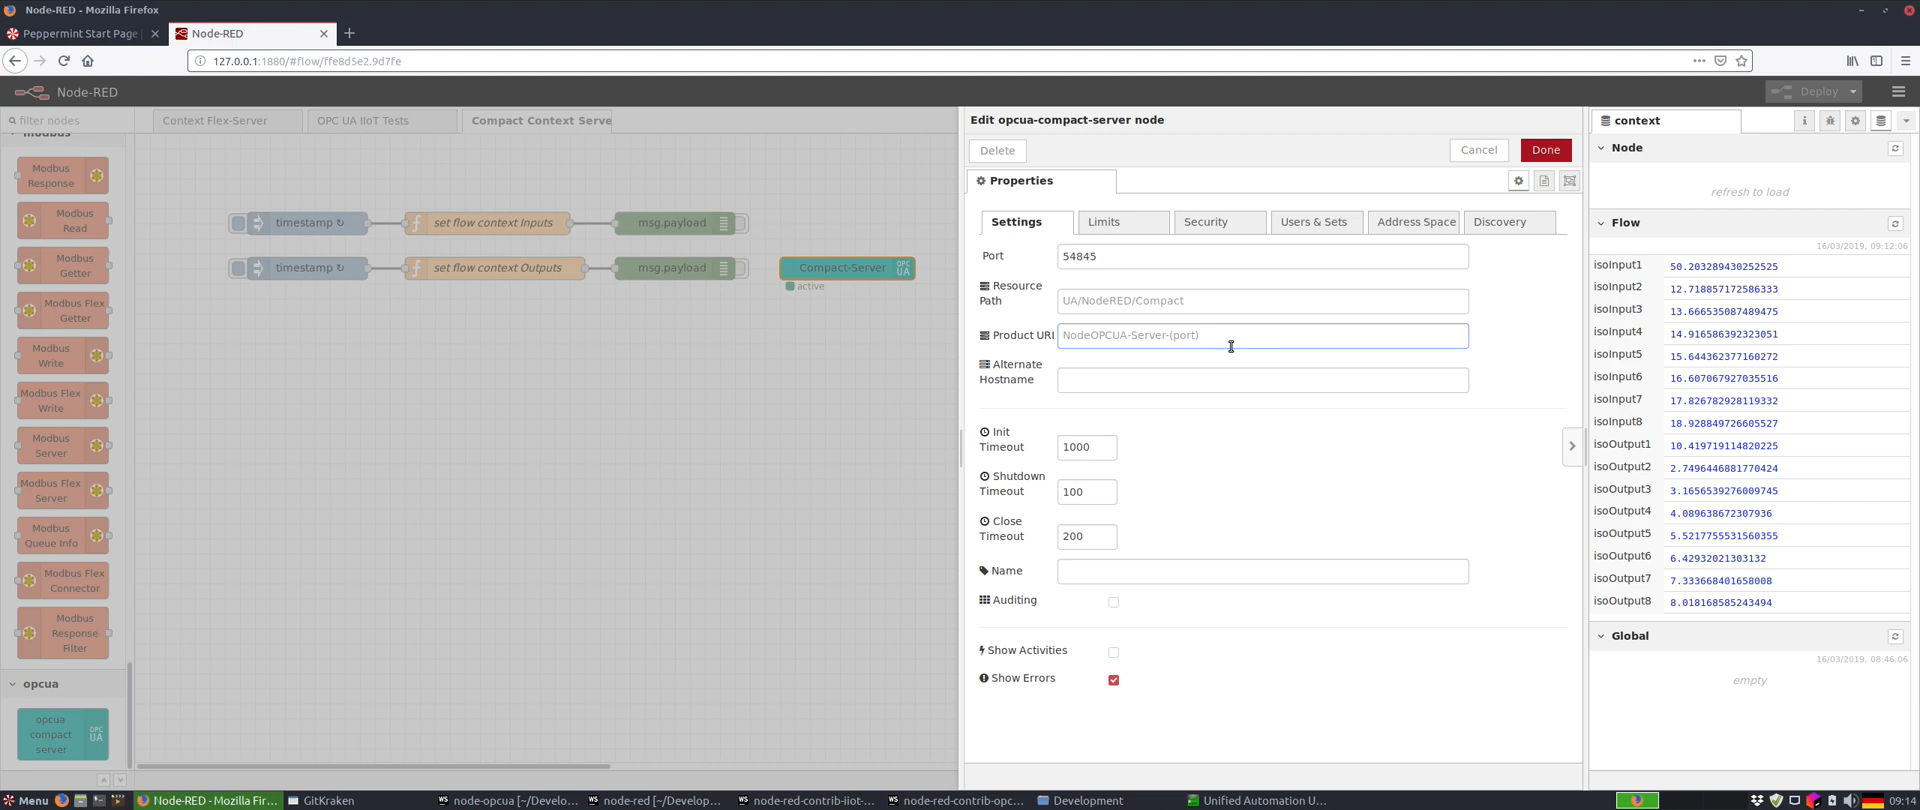 Node-RED - Mozilla Firefox
Peppermint Start Page
Node-RED
127.0.0.1:1880/#flow/ffe8d5e2.9d7fe
Node-RED
Deploy
filter nodes
modbus
Modbus
Response
Modbus
Read
Modbus
Getter
Modbus Flex
Getter
Modbus
Write
Modbus Flex
Write
Modbus
Server
Modbus Flex
Server
Modbus
Queue Info
Modbus Flex
Connector
Modbus
Response
Filter
opcua
opcua
compact
server
OPC
UA
Context Flex-Server
OPC UA IIoT Tests
Compact Context Serve
timestamp ↻
set flow context Inputs
msg.payload
timestamp ↻
set flow context Outputs
msg.payload
Compact-Server
OPC
UA
active
Edit opcua-compact-server node
Delete
Cancel
Done
Properties
Settings
Limits
Security
Users & Sets
Address Space
Discovery
Port
54845
Resource
Path
UA/NodeRED/Compact
Product URI
NodeOPCUA-Server-(port)
Alternate
Hostname
Init
Timeout
1000
Shutdown
Timeout
100
Close
Timeout
200
Name
Auditing
Show Activities
Show Errors
context
Node
refresh to load
Flow
16/03/2019, 09:12:06
isoInput1 50.203289430252525
isoInput2 12.718857172586333
isoInput3 13.666535087489475
isoInput4 14.916586392323051
isoInput5 15.644362377160272
isoInput6 16.607067927035516
isoInput7 17.826782928119332
isoInput8 18.928849726605527
isoOutput1 10.419719114820225
isoOutput2 2.7496446881770424
isoOutput3 3.1656539276009745
isoOutput4 4.089638672307936
isoOutput5 5.5217755531560355
isoOutput6 6.42932021303132
isoOutput7 7.333668401658008
isoOutput8 8.018168585243494
Global
16/03/2019, 08:46:06
empty
Menu
Node-RED - Mozilla Fir...
GitKraken
node-opcua [~/Develo...
node-red [~/Develop...
node-red-contrib-iiot-...
node-red-contrib-opc...
Development
Unified Automation U...
09:14